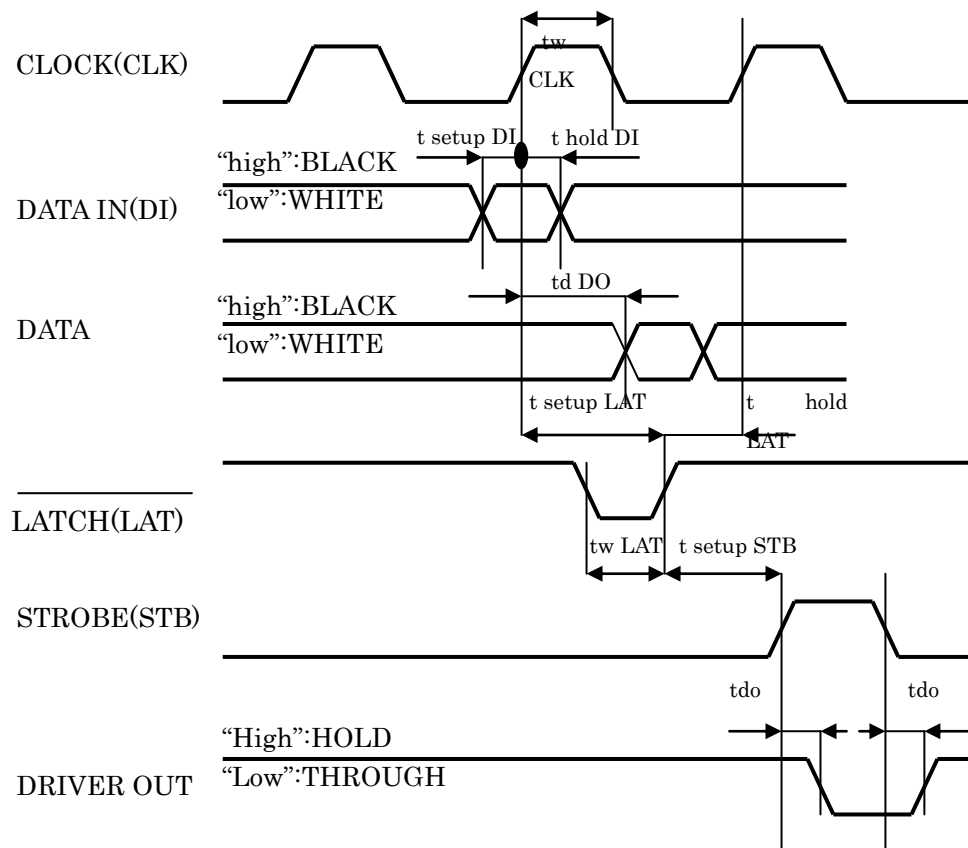 tw
CLOCK(CLK)
CLK
t setup DI
t hold DI
“high”:BLACK
“low”:WHITE
DATA IN(DI)
td DO
“high”:BLACK
DATA
“low”:WHITE
t setup LAT
t hold
LAT
LATCH(LAT)
tw LAT
t setup STB
STROBE(STB)
tdo
tdo
“High”:HOLD
“Low”:THROUGH
DRIVER OUT